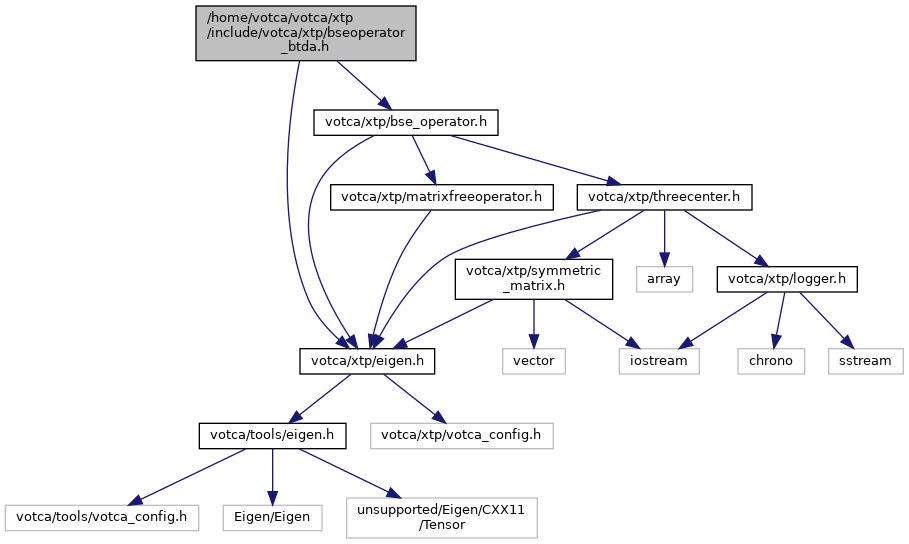 /home/votca/votca/xtp
/include/votca/xtp/bseoperator
_btda.h
votca/xtp/bse_operator.h
votca/xtp/matrixfreeoperator.h
votca/xtp/threecenter.h
votca/xtp/symmetric
_matrix.h
array
votca/xtp/logger.h
votca/xtp/eigen.h
vector
iostream
chrono
sstream
votca/tools/eigen.h
votca/xtp/votca_config.h
votca/tools/votca_config.h
Eigen/Eigen
unsupported/Eigen/CXX11
/Tensor